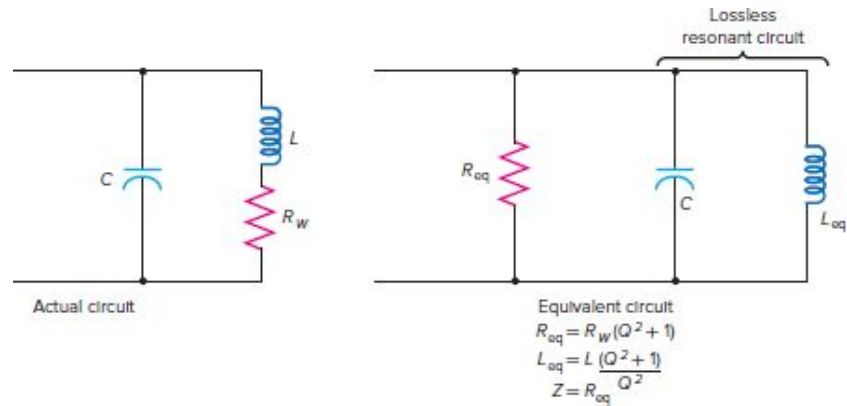 Lossless
resonant circuit
C
L
R_W
R_eq
C
L_eq
Actual circuit
Equivalent circuit
R_eq = R_W (Q² + 1)
L_eq = L (Q² + 1) / Q²
Z = R_eq